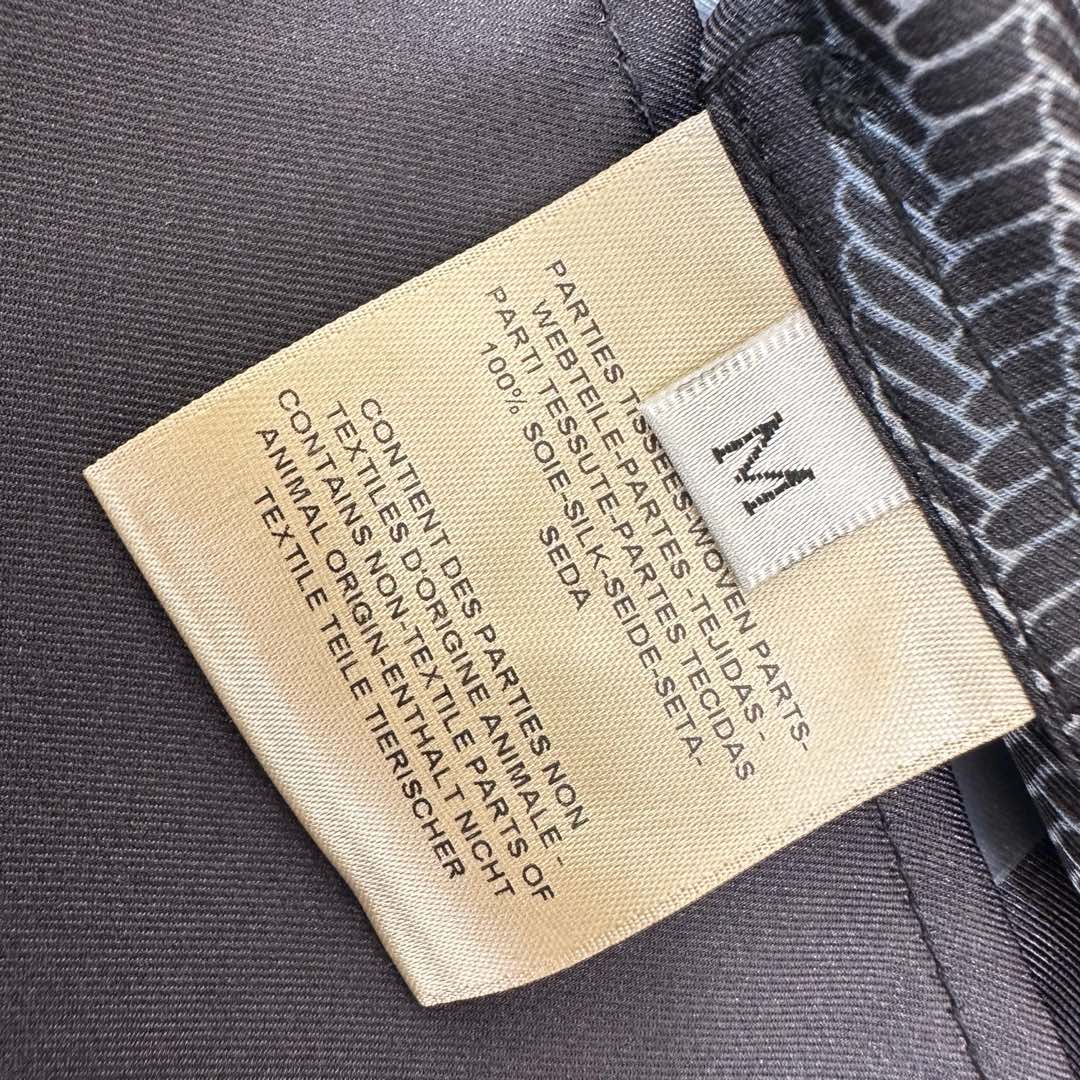 M
PARTIES TISSÉES-WOVEN PARTS-
WEBTEILE-PARTES -TEJIDAS -
PARTI TESSUTE-PARTES TECIDAS
100% SOIE-SILK-SEIDE-SETA-
SEDA
CONTIENT DES PARTIES NON
TEXTILES D'ORIGINE ANIMALE -
CONTAINS NON-TEXTILE PARTS OF
ANIMAL ORIGIN-ENTHALT NICHT
TEXTILE TEILE TIERISCHER